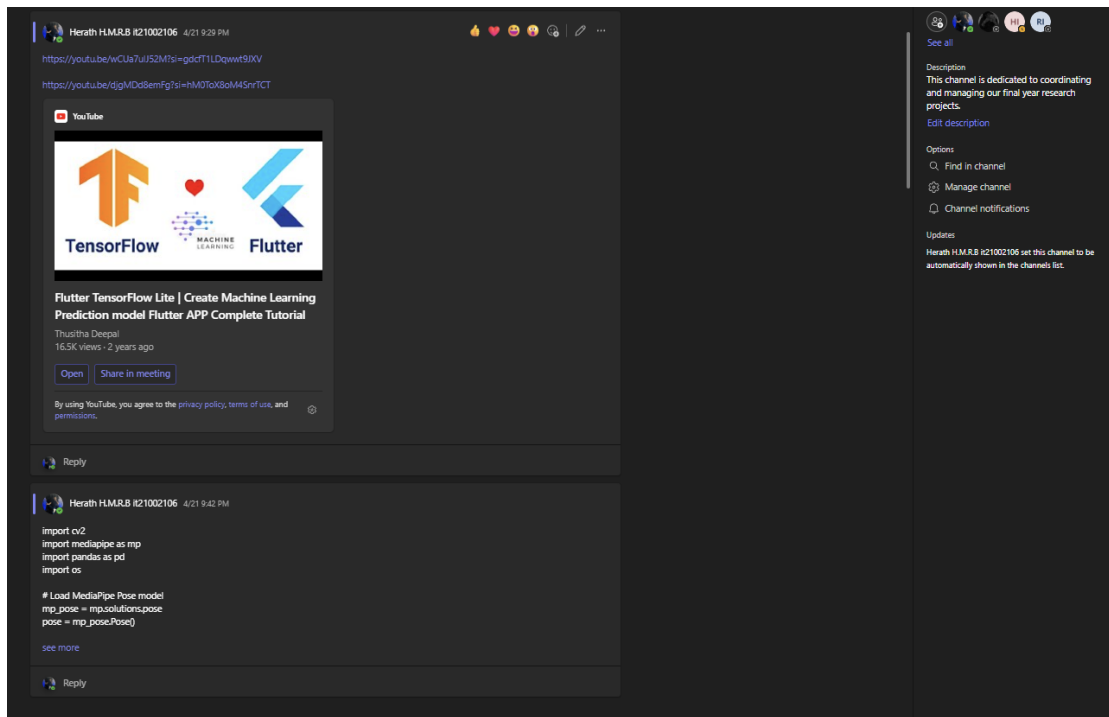 Herath H.M.R.B it21002106 4/21 9:29 PM
https://youtu.be/wCUa7uIJ52M?si=gdcfT1LDqwwt9JXV
https://youtu.be/djgMDd8emFg?si=hM0ToX8oM4SnrTCT
YouTube
TensorFlow
MACHINE
LEARNING
Flutter
Flutter TensorFlow Lite | Create Machine Learning
Prediction model Flutter APP Complete Tutorial
Thusitha Deepal
16.5K views · 2 years ago
Open
Share in meeting
By using YouTube, you agree to the privacy policy, terms of use, and
permissions.
Reply
Herath H.M.R.B it21002106 4/21 9:42 PM
import cv2
import mediapipe as mp
import pandas as pd
import os
# Load MediaPipe Pose model
mp_pose = mp.solutions.pose
pose = mp_pose.Pose()
see more
Reply
HI
RI
See all
Description
This channel is dedicated to coordinating
and managing our final year research
projects.
Edit description
Options
Find in channel
Manage channel
Channel notifications
Updates
Herath H.M.R.B it21002106 set this channel to be
automatically shown in the channels list.